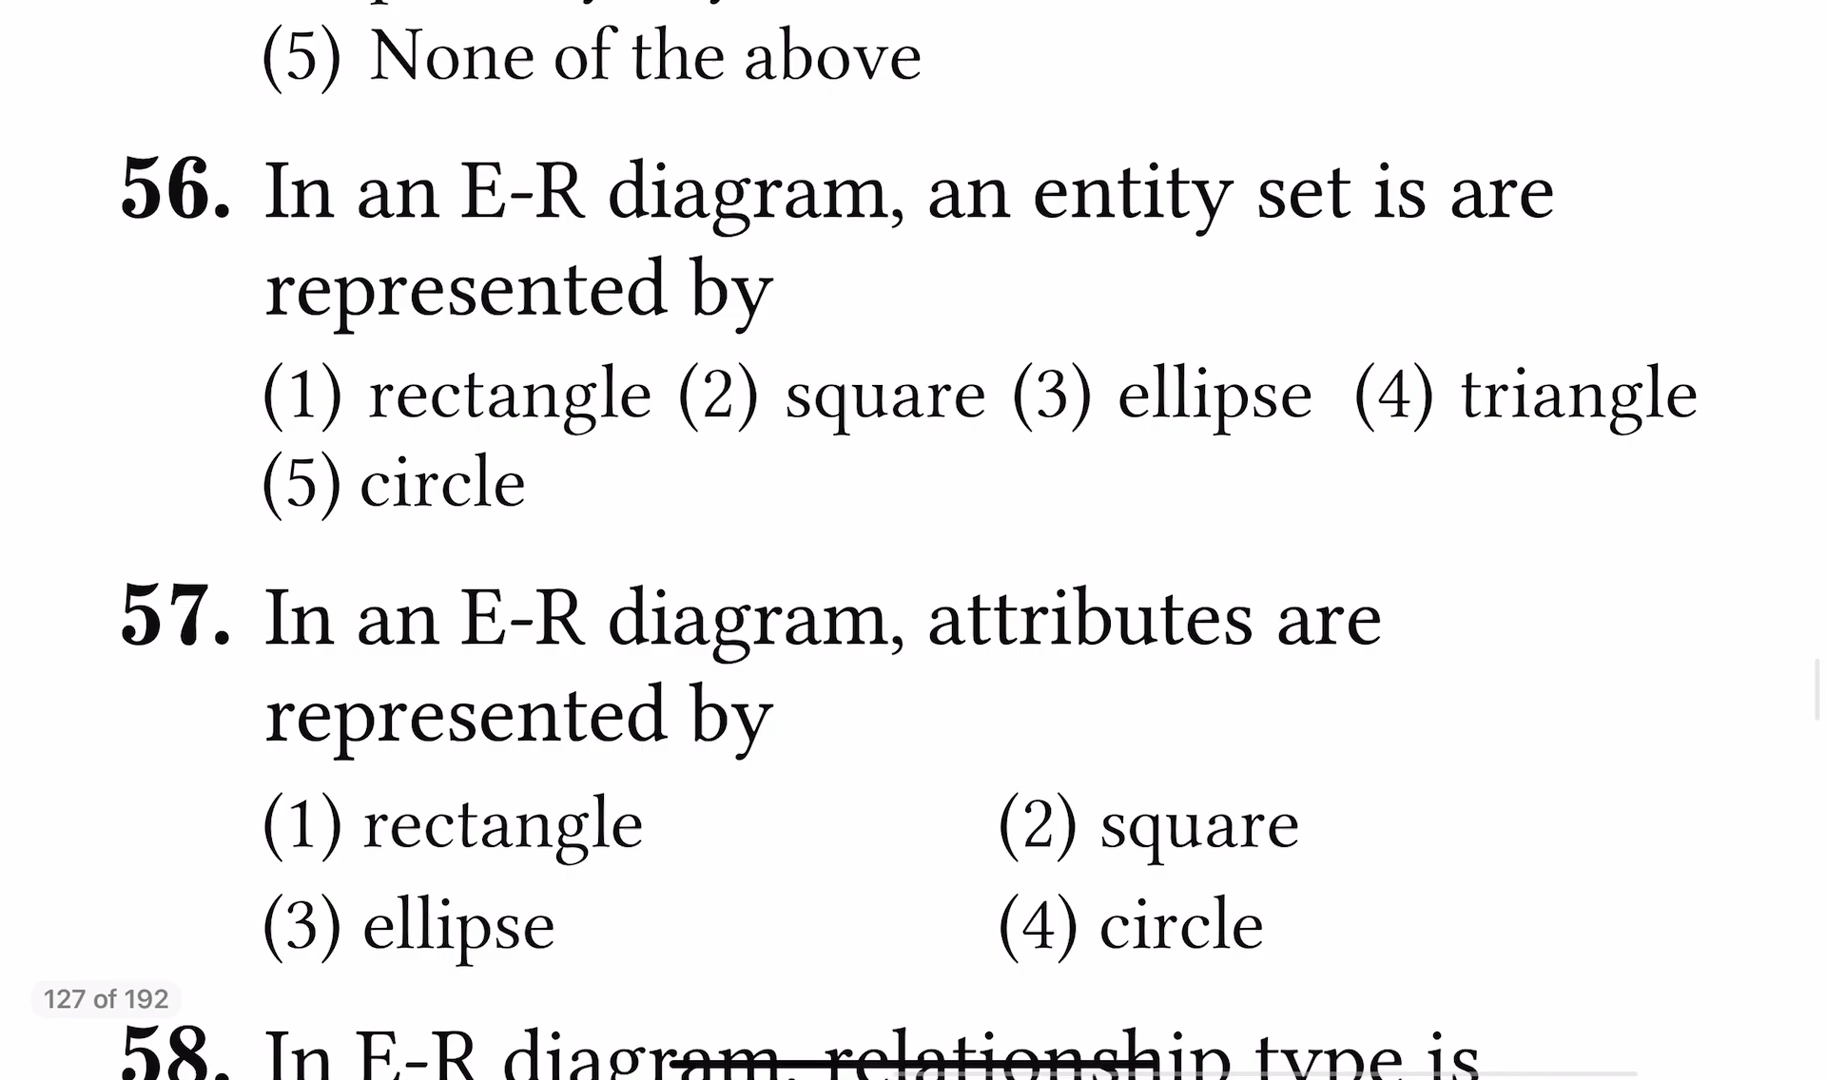 (5) None of the above
56. In an E-R diagram, an entity set is are
represented by
(1) rectangle (2) square (3) ellipse (4) triangle
(5) circle
57. In an E-R diagram, attributes are
represented by
(1) rectangle (2) square
(3) ellipse (4) circle
127 of 192
58. In E-R diagram, relationship type is